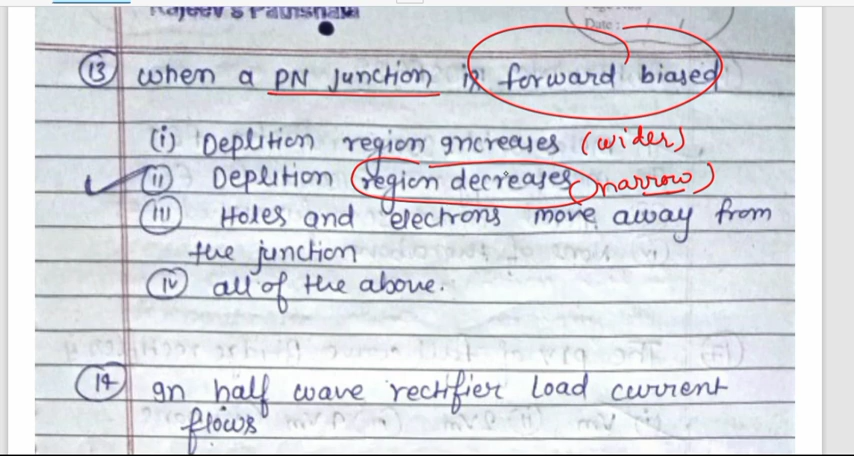 Rajeev's Pathshala
Date: / /
(13) when a PN junction is forward biased
(i) Deplition region increases (wider)
(ii) Deplition region decreases (narrow)
(iii) Holes and electrons move away from
the junction
(iv) all of the above.
(14) In half wave rectifier load current
flows